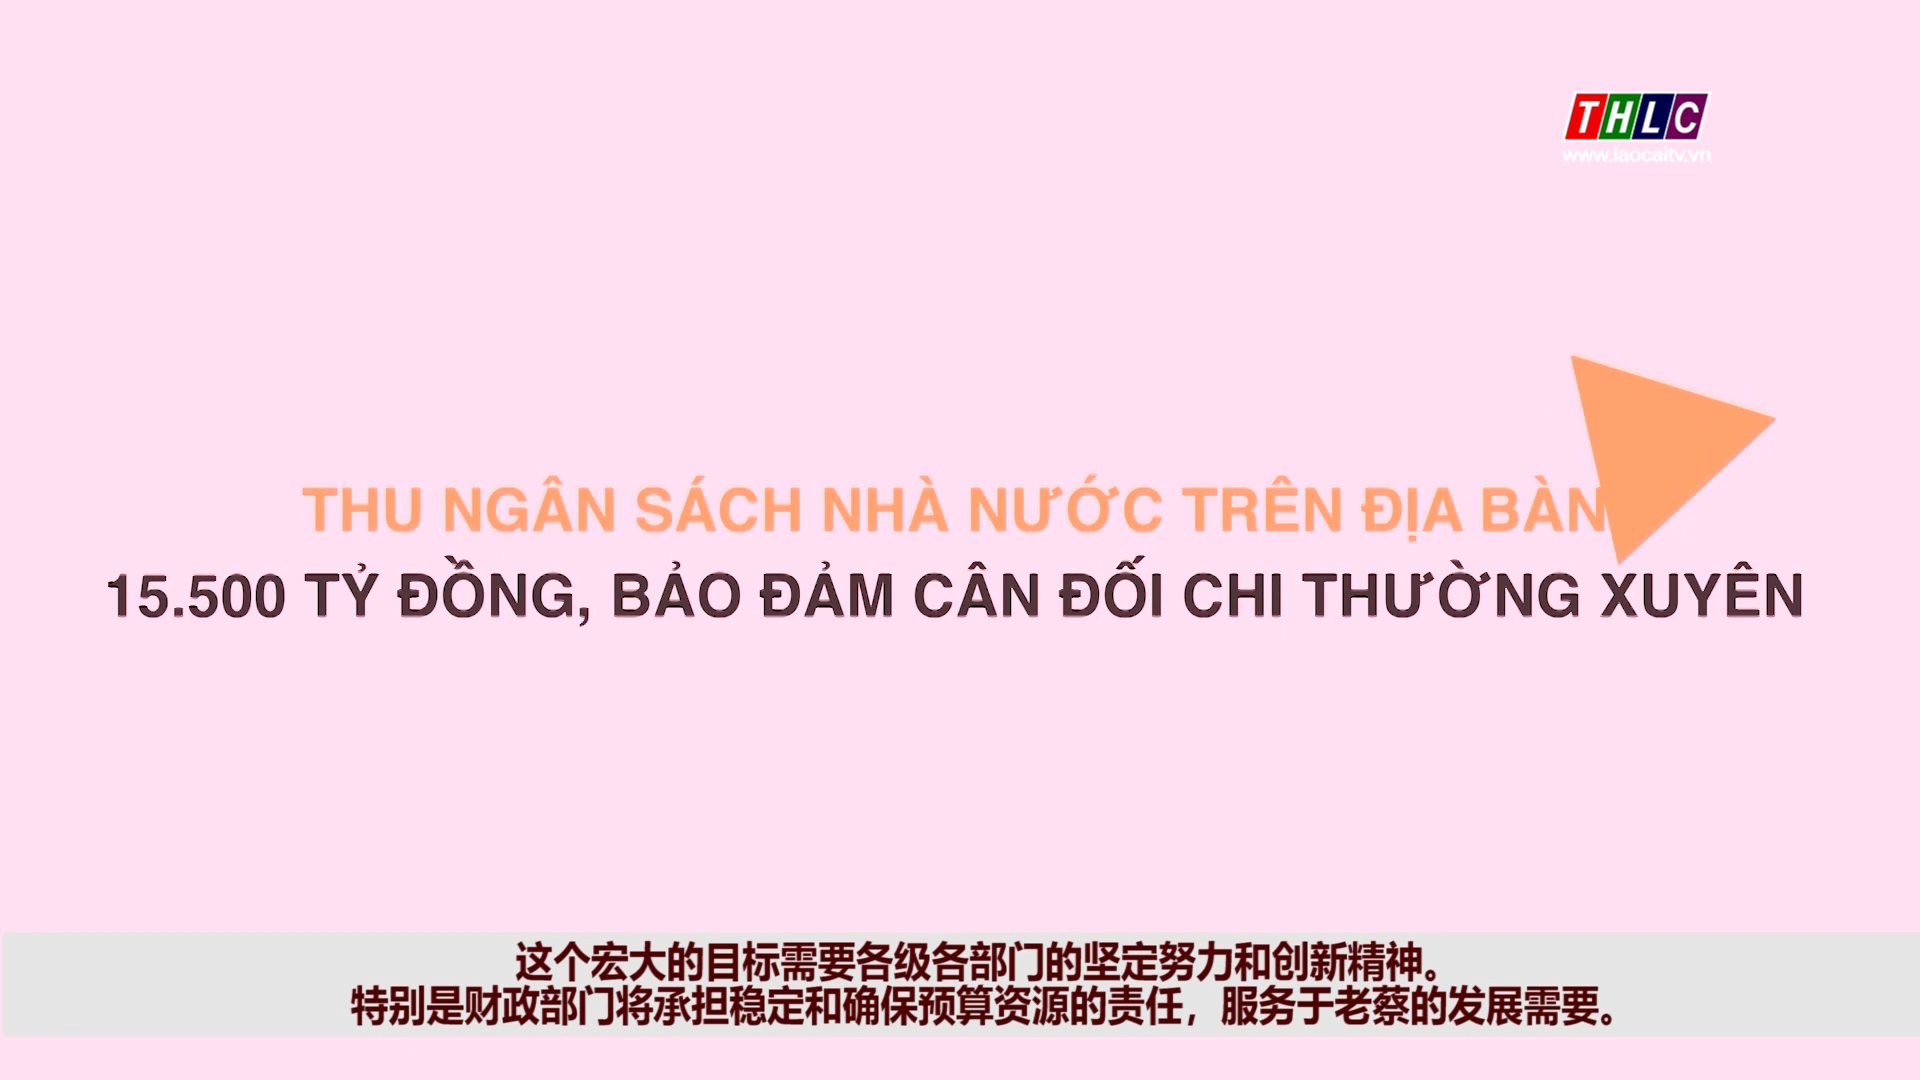 THLC
www.laocaitv.vn
THU NGÂN SÁCH NHÀ NƯỚC TRÊN ĐỊA BÀN
15.500 TỶ ĐỒNG, BẢO ĐẢM CÂN ĐỐI CHI THƯỜNG XUYÊN
这个宏大的目标需要各级各部门的坚定努力和创新精神。
特别是财政部门将承担稳定和确保预算资源的责任，服务于老蔡的发展需要。